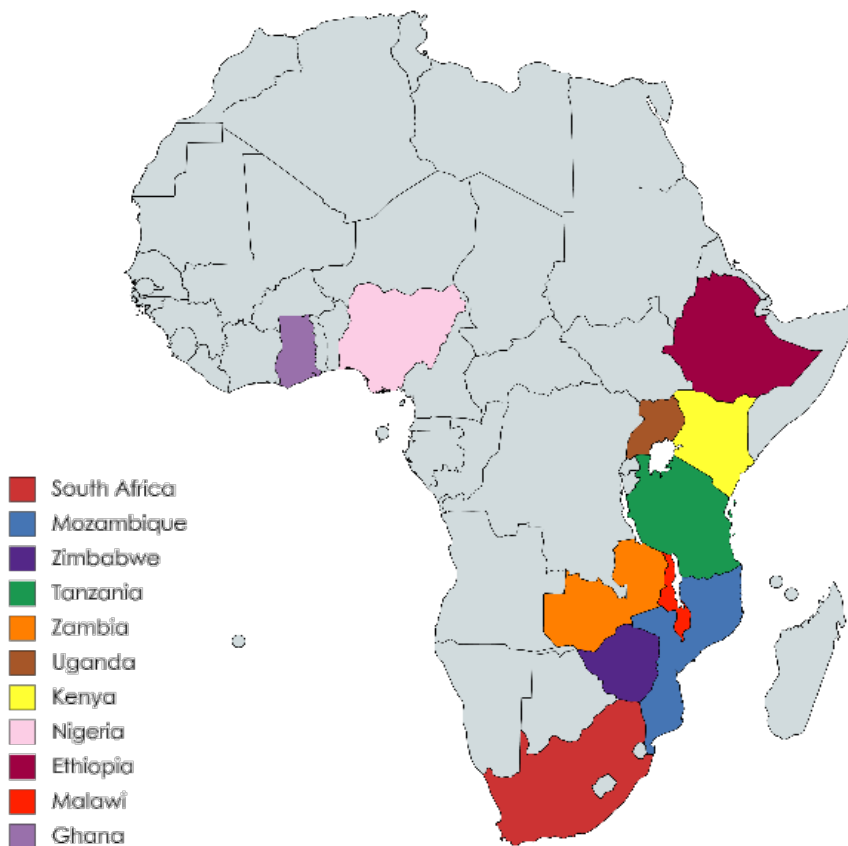 South Africa
Mozambique
Zimbabwe
Tanzania
Zambia
Uganda
Kenya
Nigeria
Ethiopia
Malawi
Ghana